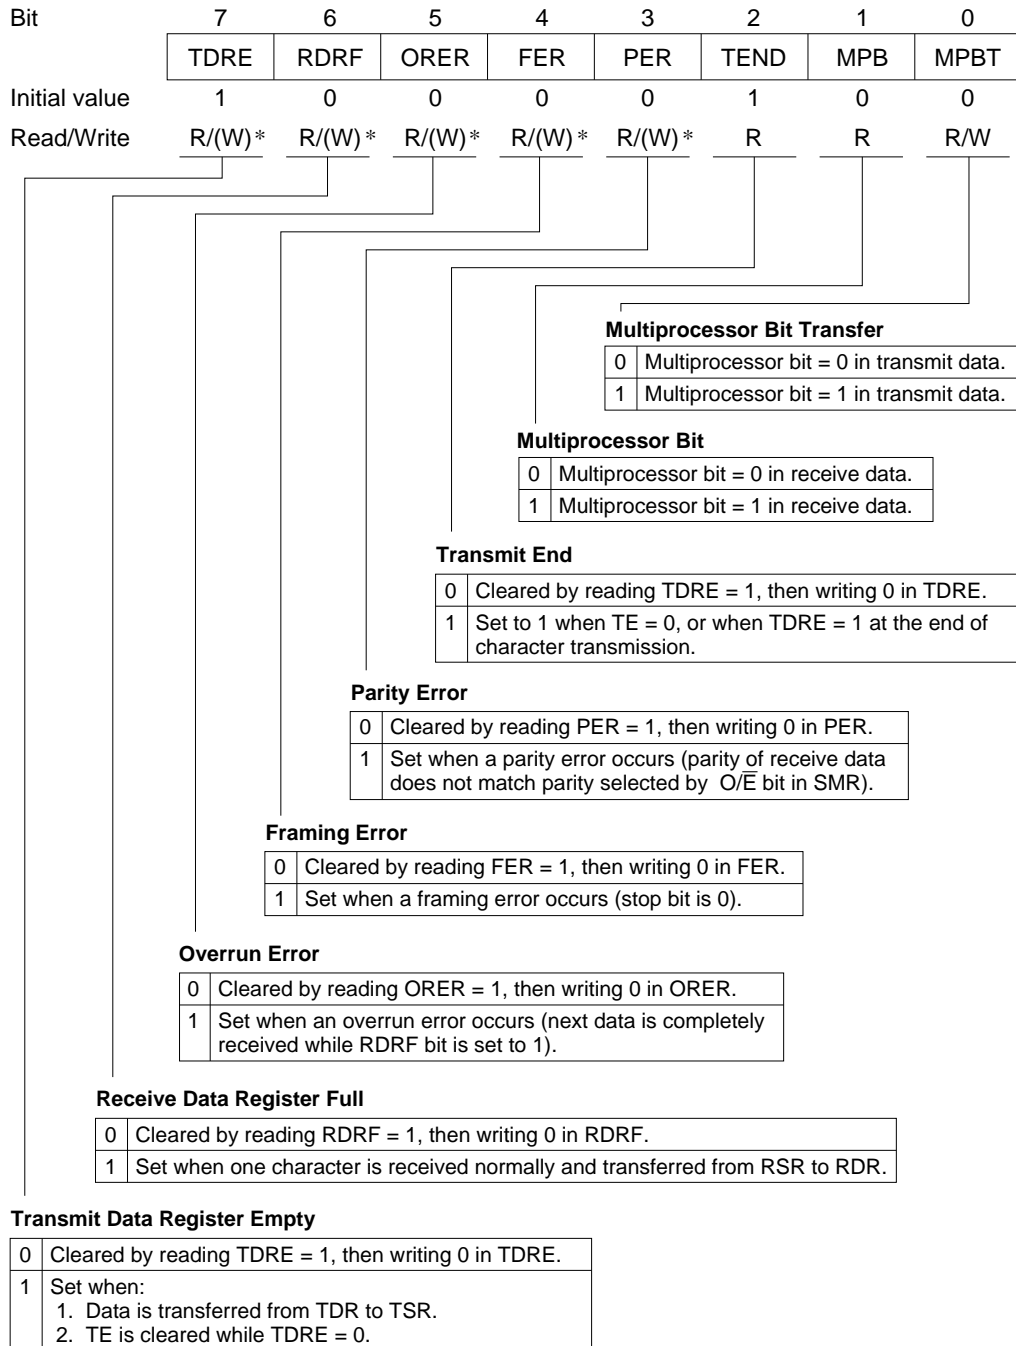 Bit 7 6 5 4 3 2 1 0
TDRE RDRF ORER FER PER TEND MPB MPBT
Initial value 1 0 0 0 0 1 0 0
Read/Write R/(W)* R/(W)* R/(W)* R/(W)* R/(W)* R R R/W
Multiprocessor Bit Transfer
0 Multiprocessor bit = 0 in transmit data.
1 Multiprocessor bit = 1 in transmit data.
Multiprocessor Bit
0 Multiprocessor bit = 0 in receive data.
1 Multiprocessor bit = 1 in receive data.
Transmit End
0 Cleared by reading TDRE = 1, then writing 0 in TDRE.
1 Set to 1 when TE = 0, or when TDRE = 1 at the end of
character transmission.
Parity Error
0 Cleared by reading PER = 1, then writing 0 in PER.
1 Set when a parity error occurs (parity of receive data
does not match parity selected by O/E̅ bit in SMR).
Framing Error
0 Cleared by reading FER = 1, then writing 0 in FER.
1 Set when a framing error occurs (stop bit is 0).
Overrun Error
0 Cleared by reading ORER = 1, then writing 0 in ORER.
1 Set when an overrun error occurs (next data is completely
received while RDRF bit is set to 1).
Receive Data Register Full
0 Cleared by reading RDRF = 1, then writing 0 in RDRF.
1 Set when one character is received normally and transferred from RSR to RDR.
Transmit Data Register Empty
0 Cleared by reading TDRE = 1, then writing 0 in TDRE.
1 Set when:
1. Data is transferred from TDR to TSR.
2. TE is cleared while TDRE = 0.